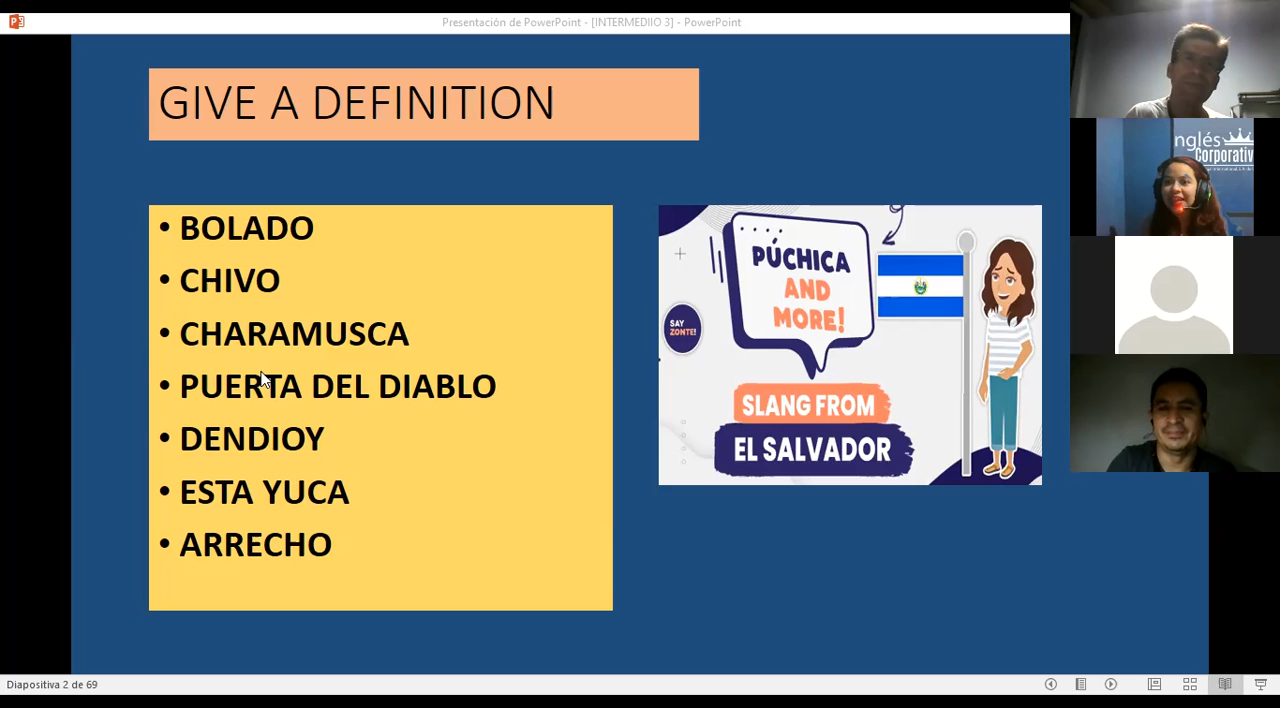 Presentación de PowerPoint - [INTERMEDIIO 3] - PowerPoint
GIVE A DEFINITION
• BOLADO
• CHIVO
• CHARAMUSCA
• PUERTA DEL DIABLO
• DENDIOY
• ESTA YUCA
• ARRECHO
PÚCHICA
AND
MORE!
SAY
ZONTE!
SLANG FROM
EL SALVADOR
nglés
Corporativ
Diapositiva 2 de 69